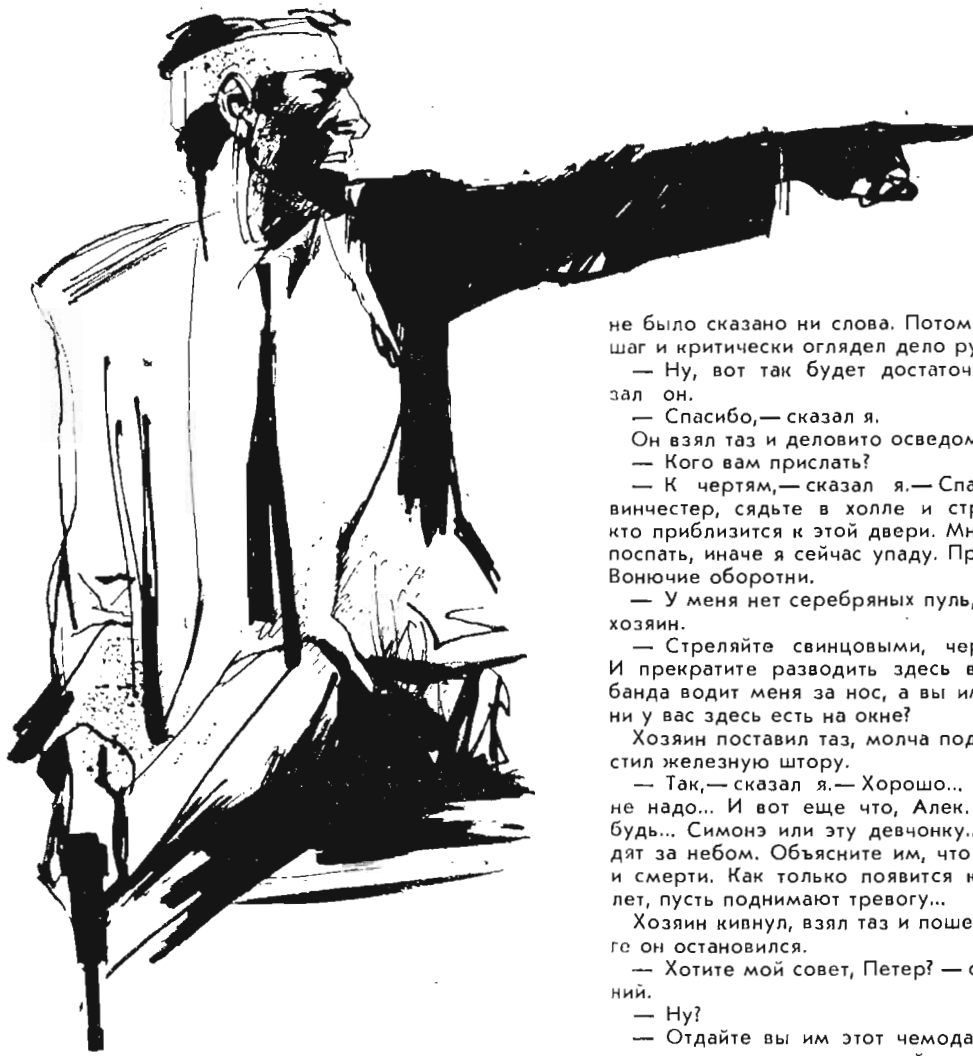 не было сказано ни слова. Потом
шаг и критически оглядел дело ру
— Ну, вот так будет достаточ
зал он.
— Спасибо,— сказал я.
Он взял таз и деловито осведом
— Кого вам прислать?
— К чертям,— сказал я.— Спа
винчестер, сядьте в холле и стр
кто приблизится к этой двери. Мн
поспать, иначе я сейчас упаду. Пр
Вонючие оборотни.
— У меня нет серебряных пуль,
хозяин.
— Стреляйте свинцовыми, чер
И прекратите разводить здесь в
банда водит меня за нос, а вы им
ни у вас здесь есть на окне?
Хозяин поставил таз, молча под
стил железную штору.
— Так,— сказал я.— Хорошо...
не надо... И вот еще что, Алек.
будь... Симонэ или эту девчонку..
дят за небом. Объясните им, что
и смерти. Как только появится к
лет, пусть поднимают тревогу...
Хозяин кивнул, взял таз и поше
ге он остановился.
— Хотите мой совет, Петер? — с
ний.
— Ну?
— Отдайте вы им этот чемода